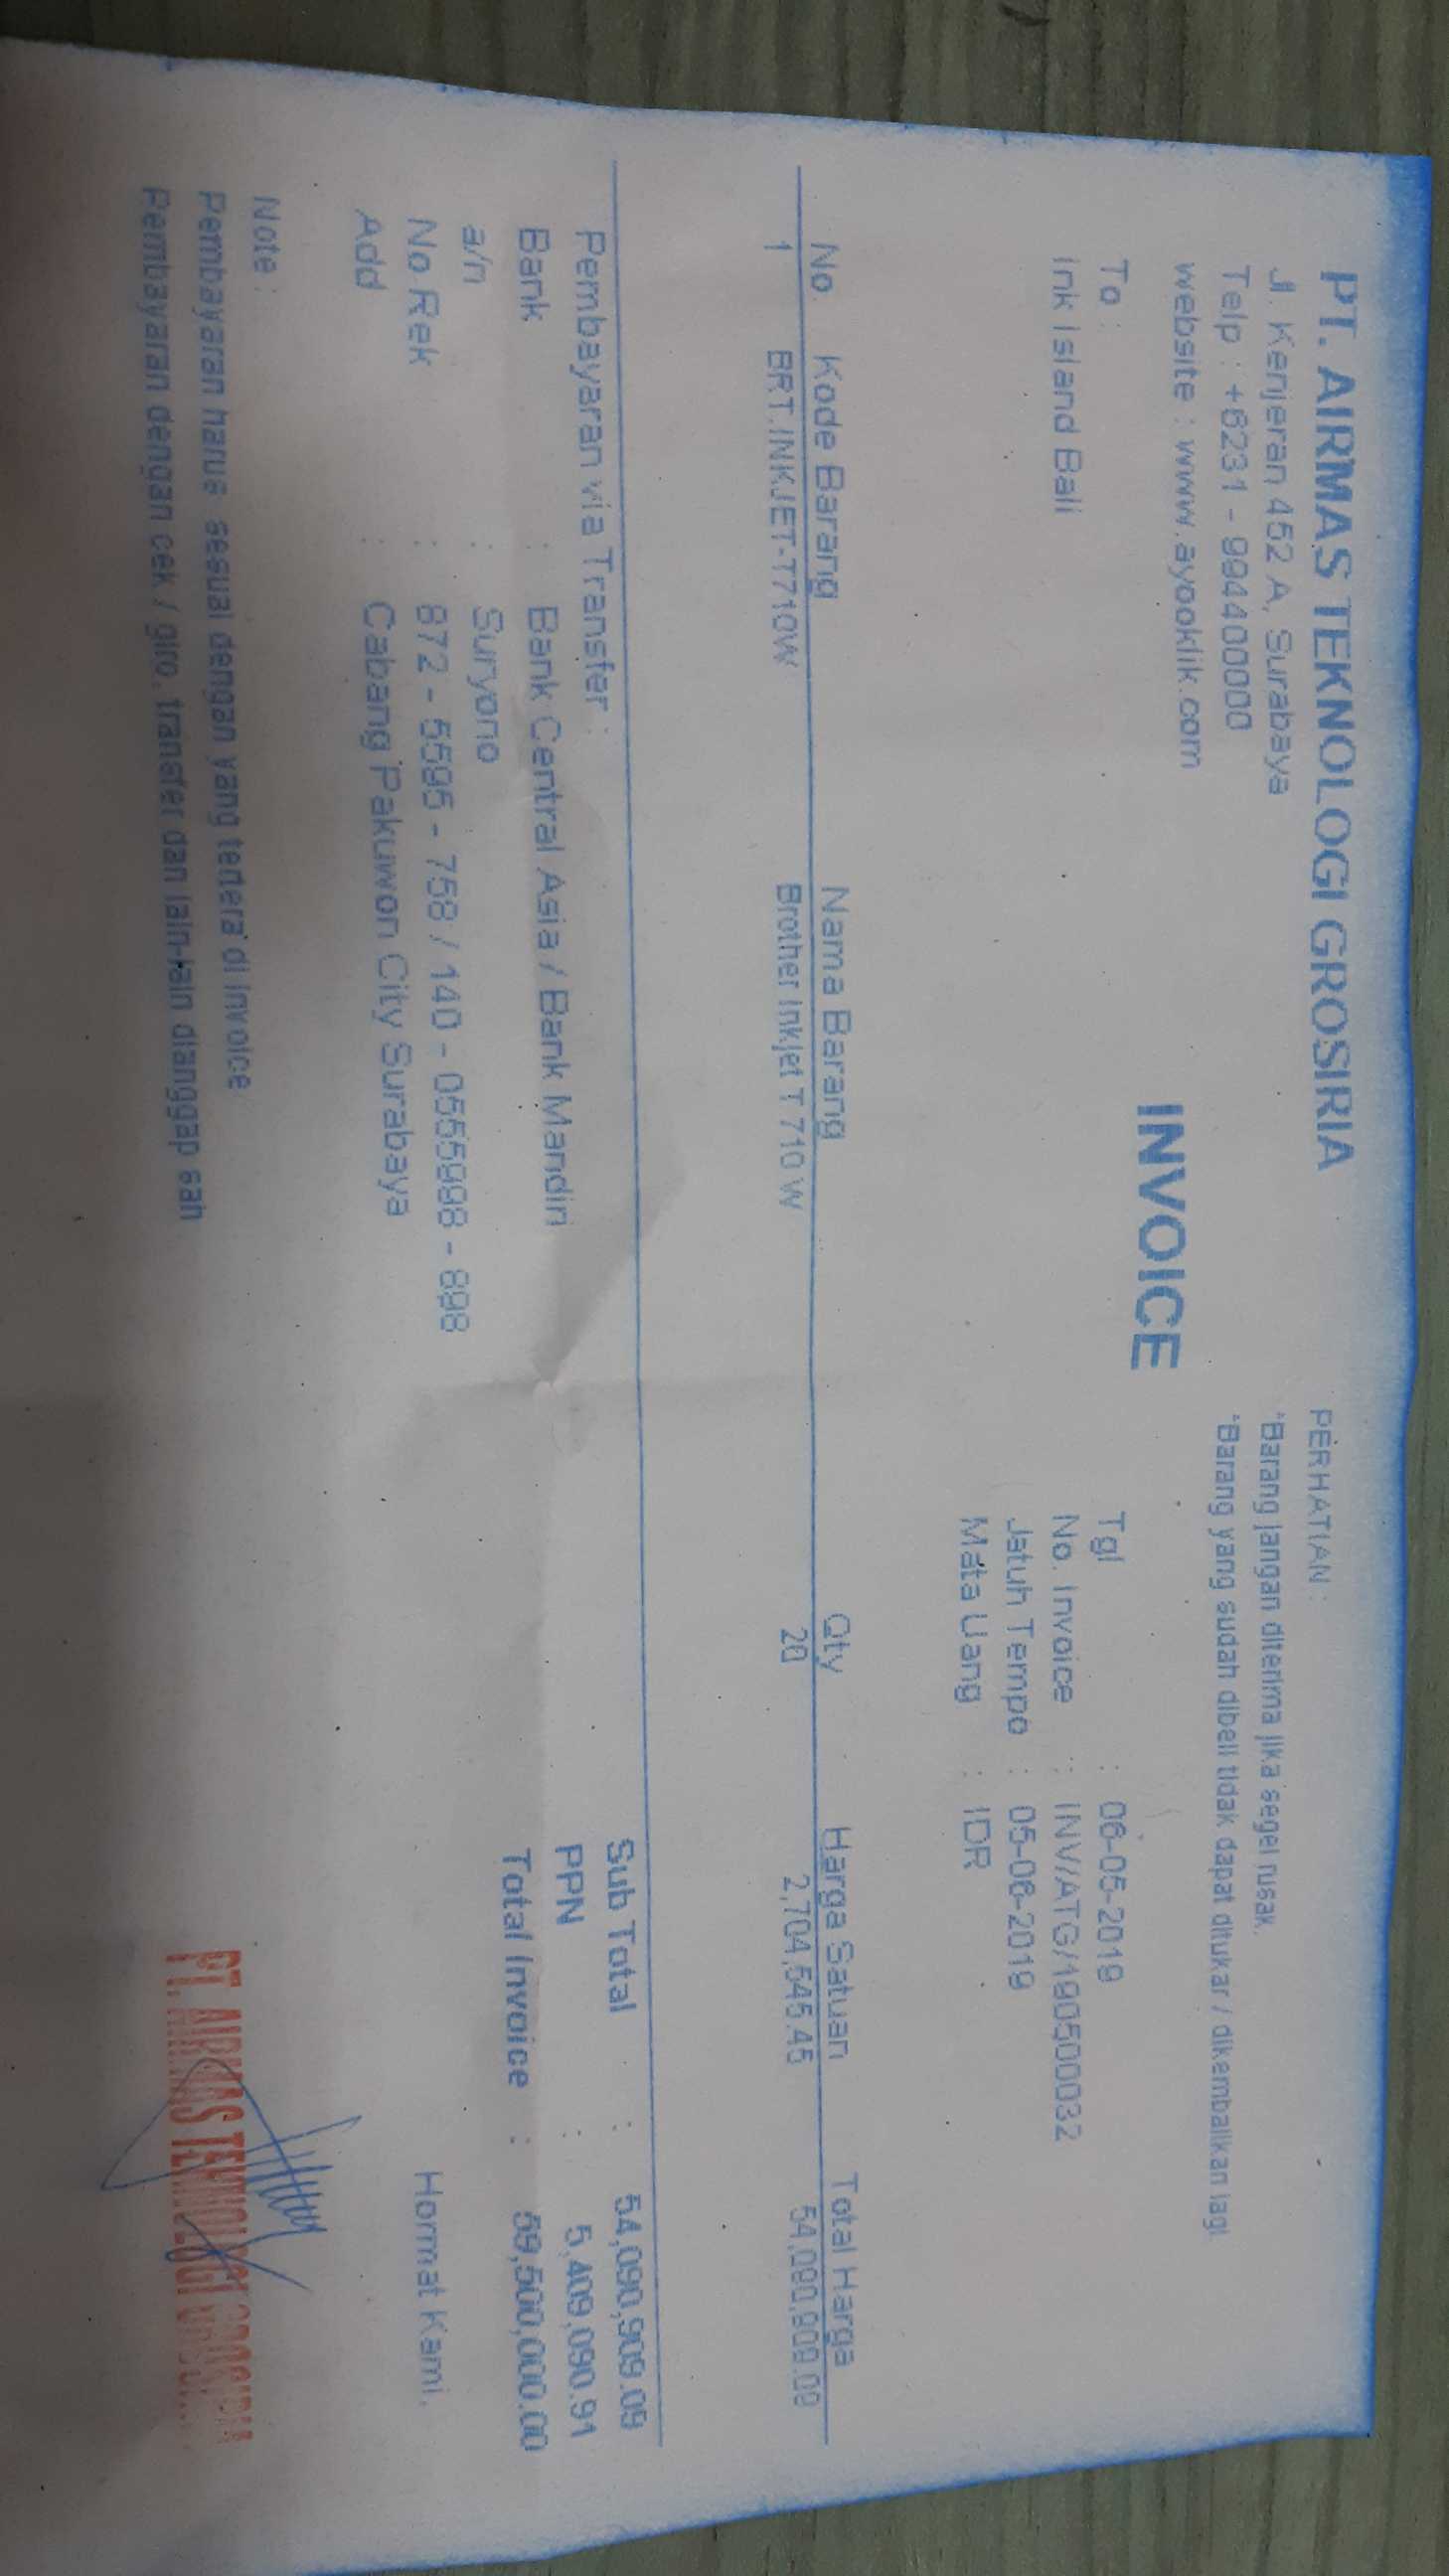 PT. AIRMAS TEKNOLOGI GROSIRIA
Jl. Kenjeran 452 A, Surabaya
Telp : +6231 - 99440000
website : www.ayooklik.com
PERHATIAN :
*Barang jangan diterima jika segel rusak.
*Barang yang sudah dibeli tidak dapat ditukar / dikembalikan lagi
INVOICE
To :
Ink Island Bali
Tgl : 06-05-2019
No. Invoice : INV/ATG/190500032
Jatuh Tempo : 05-06-2019
Mata Uang : IDR
No. Kode Barang Nama Barang Qty Harga Satuan Total Harga
1 BRT.INKJET-T710W Brother Inkjet T 710 W 20 2,704,545.45 54,090,909.09
Pembayaran via Transfer :
Bank : Bank Central Asia / Bank Mandiri
a/n : Suryono
No Rek : 872 - 5595 - 758 / 140 - 055598 - 898
Add : Cabang Pakuwon City Surabaya
Sub Total : 54,090,909.09
PPN : 5,409,090.91
Total Invoice : 59,500,000.00
Hormat Kami,
Note :
Pembayaran harus sesuai dengan yang tertera di invoice
Pembayaran dengan cek / giro, transfer dan lain-lain dianggap sah
PT. AIRMAS TEKNOLOGI GROSIRIA